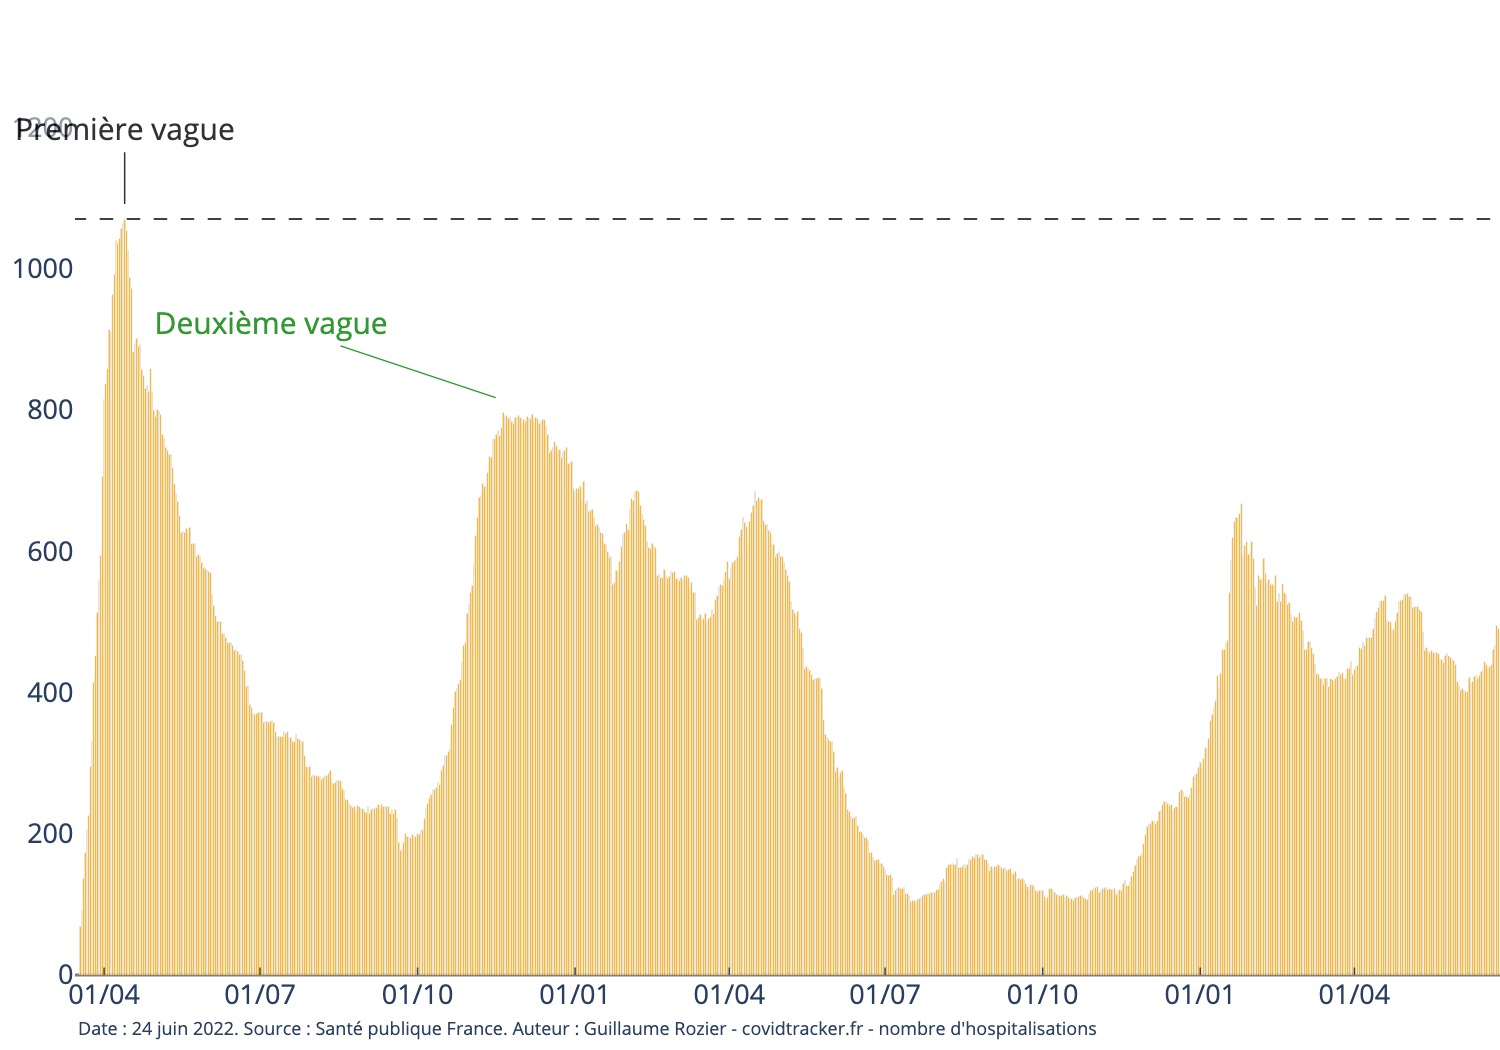 1200
Première vague
1000
Deuxième vague
800
600
400
200
0
01/04 01/07 01/10 01/01 01/04 01/07 01/10 01/01 01/04
Date : 24 juin 2022. Source : Santé publique France. Auteur : Guillaume Rozier - covidtracker.fr - nombre d'hospitalisations